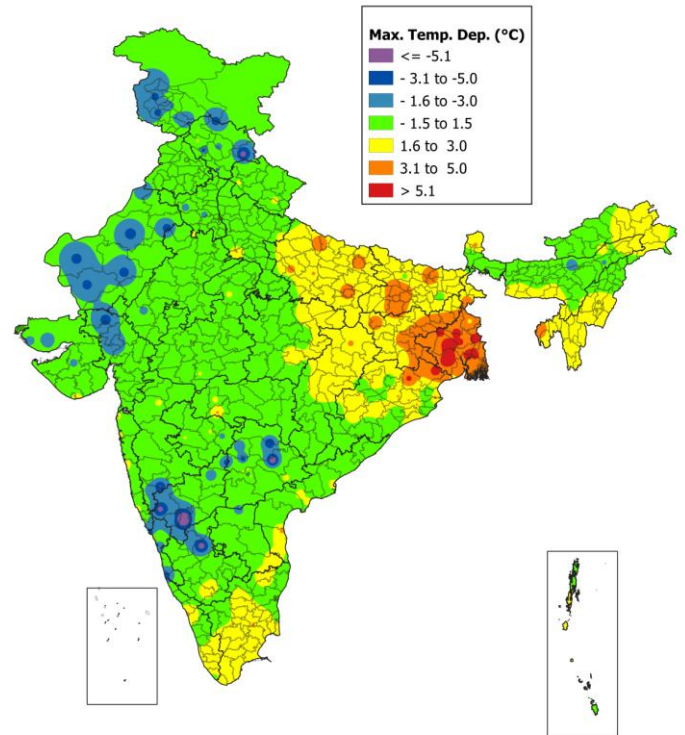 Max. Temp. Dep. (°C)
<= -5.1
- 3.1 to -5.0
- 1.6 to -3.0
- 1.5 to 1.5
1.6 to 3.0
3.1 to 5.0
> 5.1